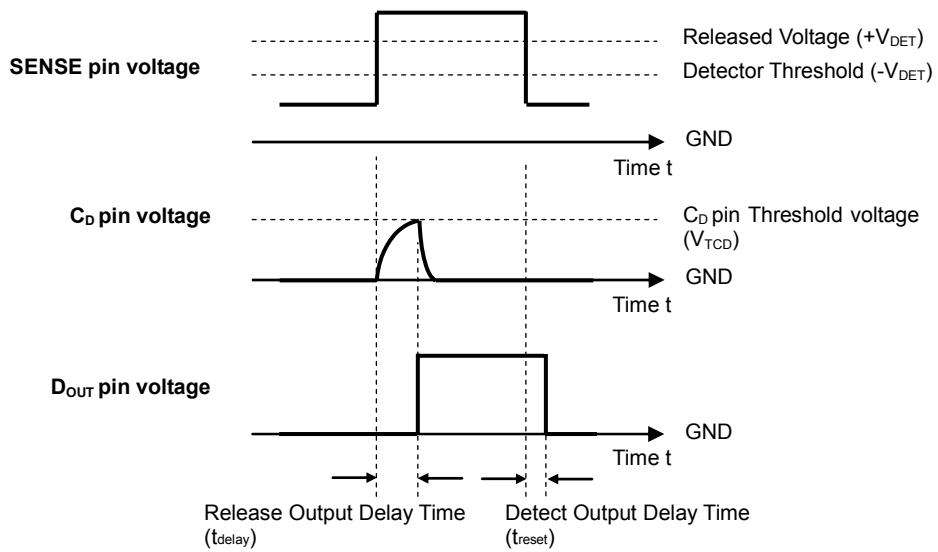 Released Voltage (+VDET)
SENSE pin voltage
Detector Threshold (-VDET)
GND
Time t
CD pin voltage
CD pin Threshold voltage
(VTCD)
GND
Time t
DOUT pin voltage
GND
Time t
Release Output Delay Time
(tdelay)
Detect Output Delay Time
(treset)